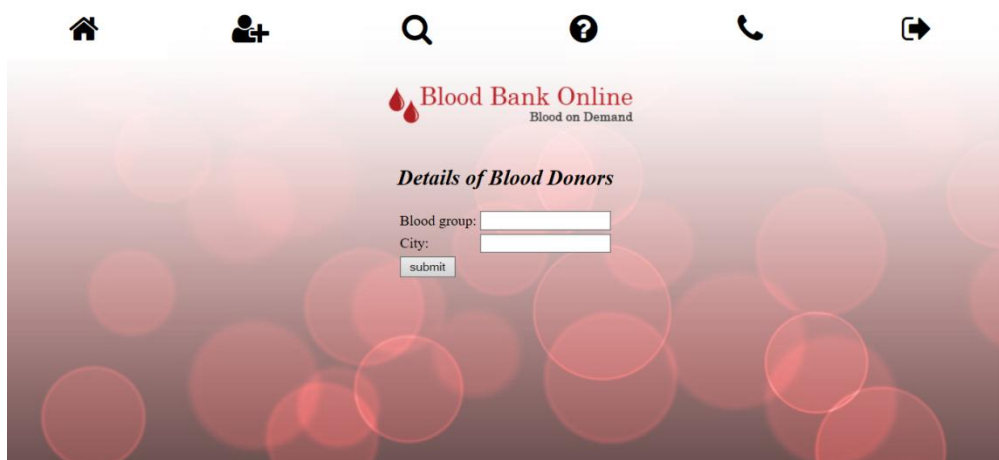 Blood Bank Online
Blood on Demand
Details of Blood Donors
Blood group:
City:
submit